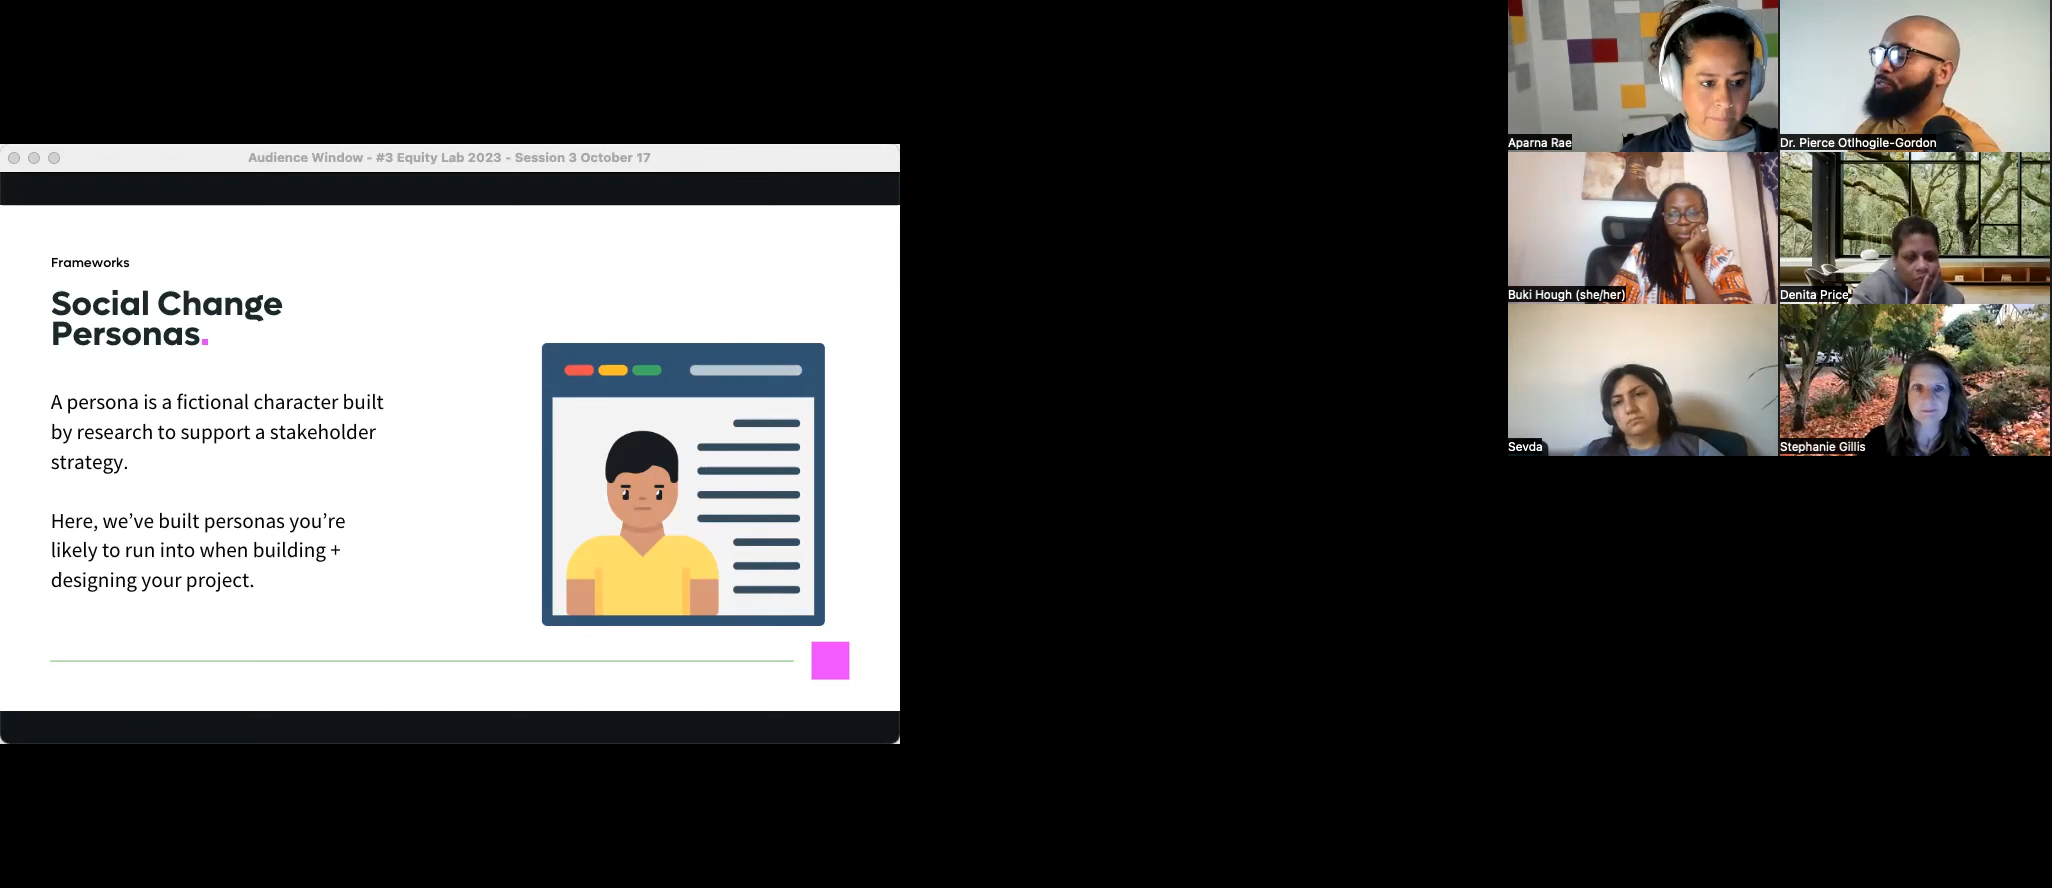 Audience Window - #3 Equity Lab 2023 - Session 3 October 17
Frameworks
Social Change
Personas.
A persona is a fictional character built
by research to support a stakeholder
strategy.
Here, we’ve built personas you’re
likely to run into when building +
designing your project.
Aparna Rae
Dr. Pierce Otlhogile-Gordon
Buki Hough (she/her)
Denita Price
Sevda
Stephanie Gillis